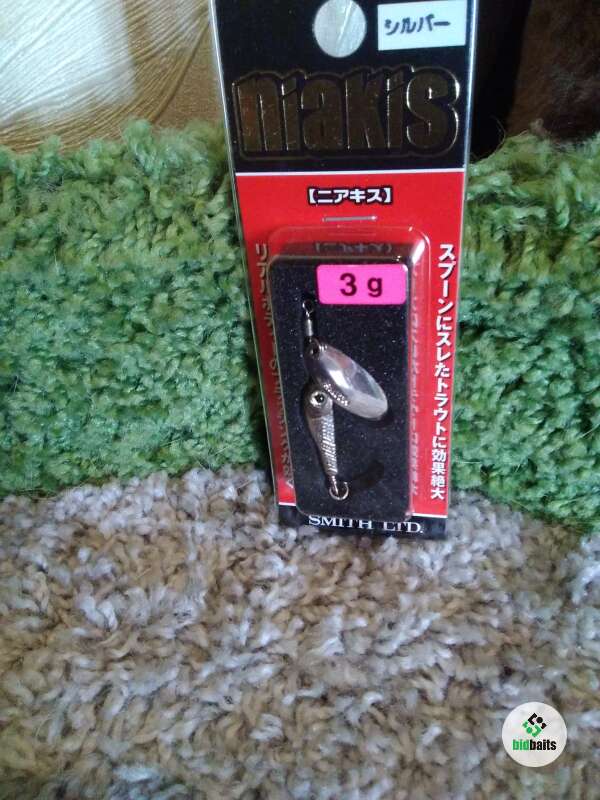 シルバー
niakis
【ニアキス】
3g
スプーンにスレたトラウトに効果絶大
SMITH LTD.
bidbaits